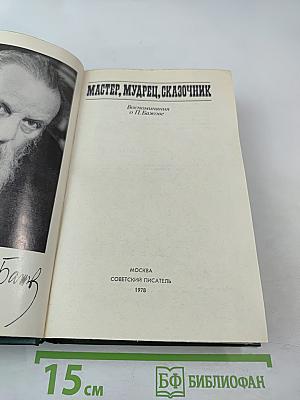 МАСТЕР, МУДРЕЦ, СКАЗОЧНИК
Воспоминания
о П. Бажове
МОСКВА
СОВЕТСКИЙ ПИСАТЕЛЬ
1978
15 см
БФ БИБЛИОФАН